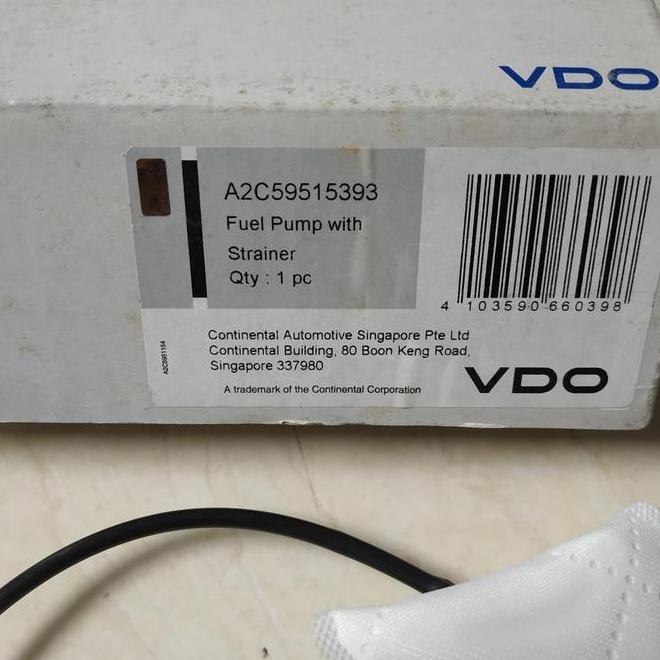 VDO
A2C59515393
Fuel Pump with
Strainer
Qty : 1 pc
4 103590 660398
Continental Automotive Singapore Pte Ltd
Continental Building, 80 Boon Keng Road,
Singapore 337980
A trademark of the Continental Corporation
VDO